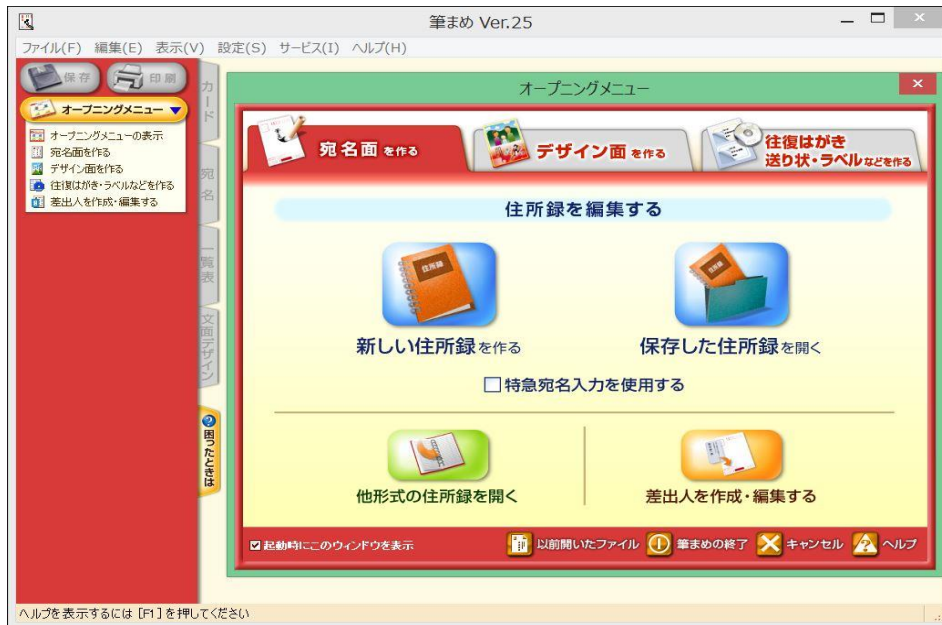 筆まめ Ver.25
ファイル(F) 編集(E) 表示(V) 設定(S) サービス(I) ヘルプ(H)
保存
印刷
オープニングメニュー
オープニングメニューの表示
宛名面を作る
デザイン面を作る
往復はがき・ラベルなどを作る
差出人を作成・編集する
カード
宛名
一覧表
文面デザイン
困ったときは
オープニングメニュー
宛名面を作る
デザイン面を作る
往復はがき
送り状・ラベルなどを作る
住所録を編集する
住所録
住所録
新しい住所録を作る
保存した住所録を開く
特急宛名入力を使用する
他形式の住所録を開く
差出人を作成・編集する
起動時にこのウィンドウを表示
以前開いたファイル
筆まめの終了
キャンセル
ヘルプ
ヘルプを表示するには [F1] を押してください